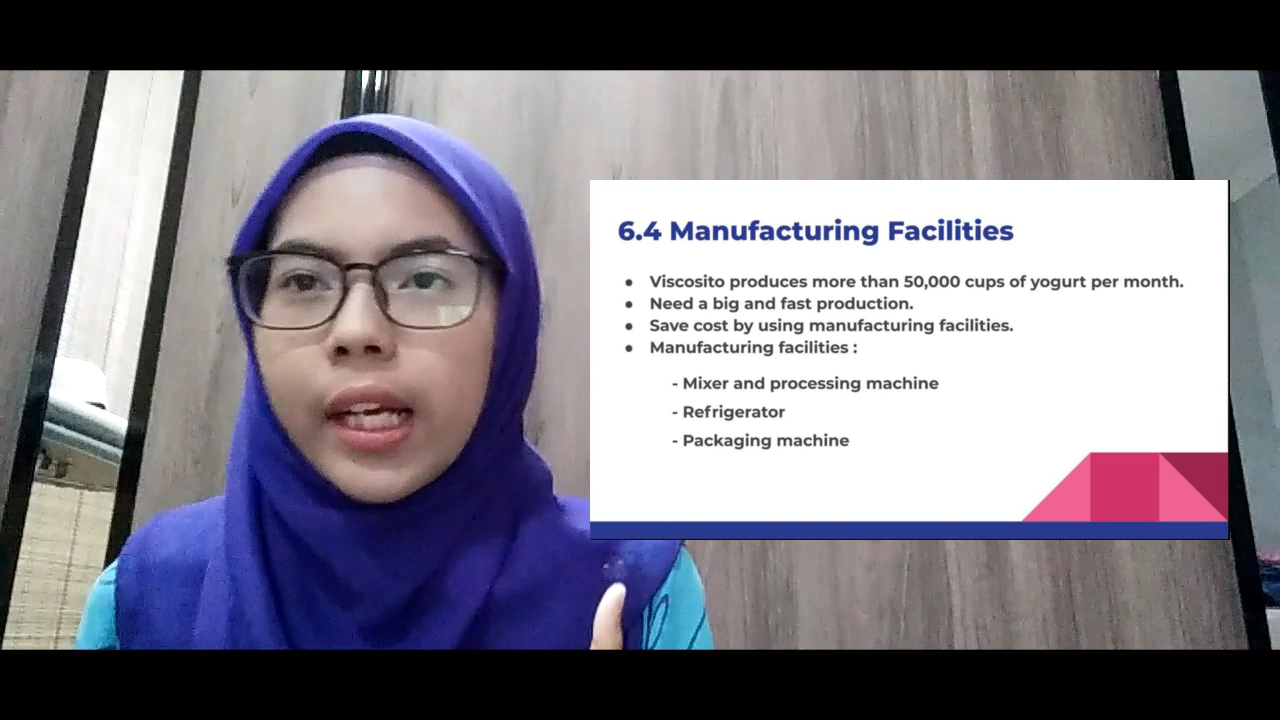 6.4 Manufacturing Facilities
● Viscosito produces more than 50,000 cups of yogurt per month.
● Need a big and fast production.
● Save cost by using manufacturing facilities.
● Manufacturing facilities :
- Mixer and processing machine
- Refrigerator
- Packaging machine